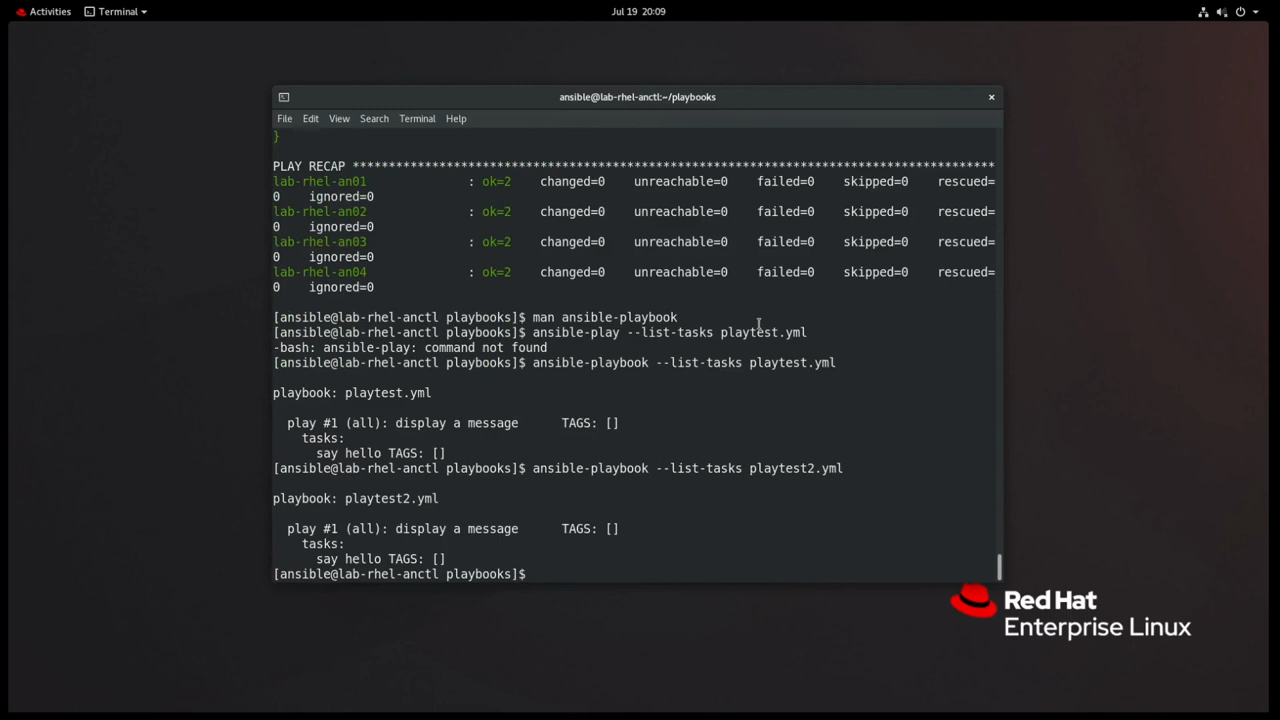 Activities Terminal Jul 19 20:09
ansible@lab-rhel-anctl:~/playbooks
File Edit View Search Terminal Help
}
PLAY RECAP *****************************************************************************************
lab-rhel-an01 : ok=2 changed=0 unreachable=0 failed=0 skipped=0 rescued=
0 ignored=0
lab-rhel-an02 : ok=2 changed=0 unreachable=0 failed=0 skipped=0 rescued=
0 ignored=0
lab-rhel-an03 : ok=2 changed=0 unreachable=0 failed=0 skipped=0 rescued=
0 ignored=0
lab-rhel-an04 : ok=2 changed=0 unreachable=0 failed=0 skipped=0 rescued=
0 ignored=0
[ansible@lab-rhel-anctl playbooks]$ man ansible-playbook
[ansible@lab-rhel-anctl playbooks]$ ansible-play --list-tasks playtest.yml
-bash: ansible-play: command not found
[ansible@lab-rhel-anctl playbooks]$ ansible-playbook --list-tasks playtest.yml
playbook: playtest.yml
play #1 (all): display a message TAGS: []
tasks:
say hello TAGS: []
[ansible@lab-rhel-anctl playbooks]$ ansible-playbook --list-tasks playtest2.yml
playbook: playtest2.yml
play #1 (all): display a message TAGS: []
tasks:
say hello TAGS: []
[ansible@lab-rhel-anctl playbooks]$
Red Hat
Enterprise Linux